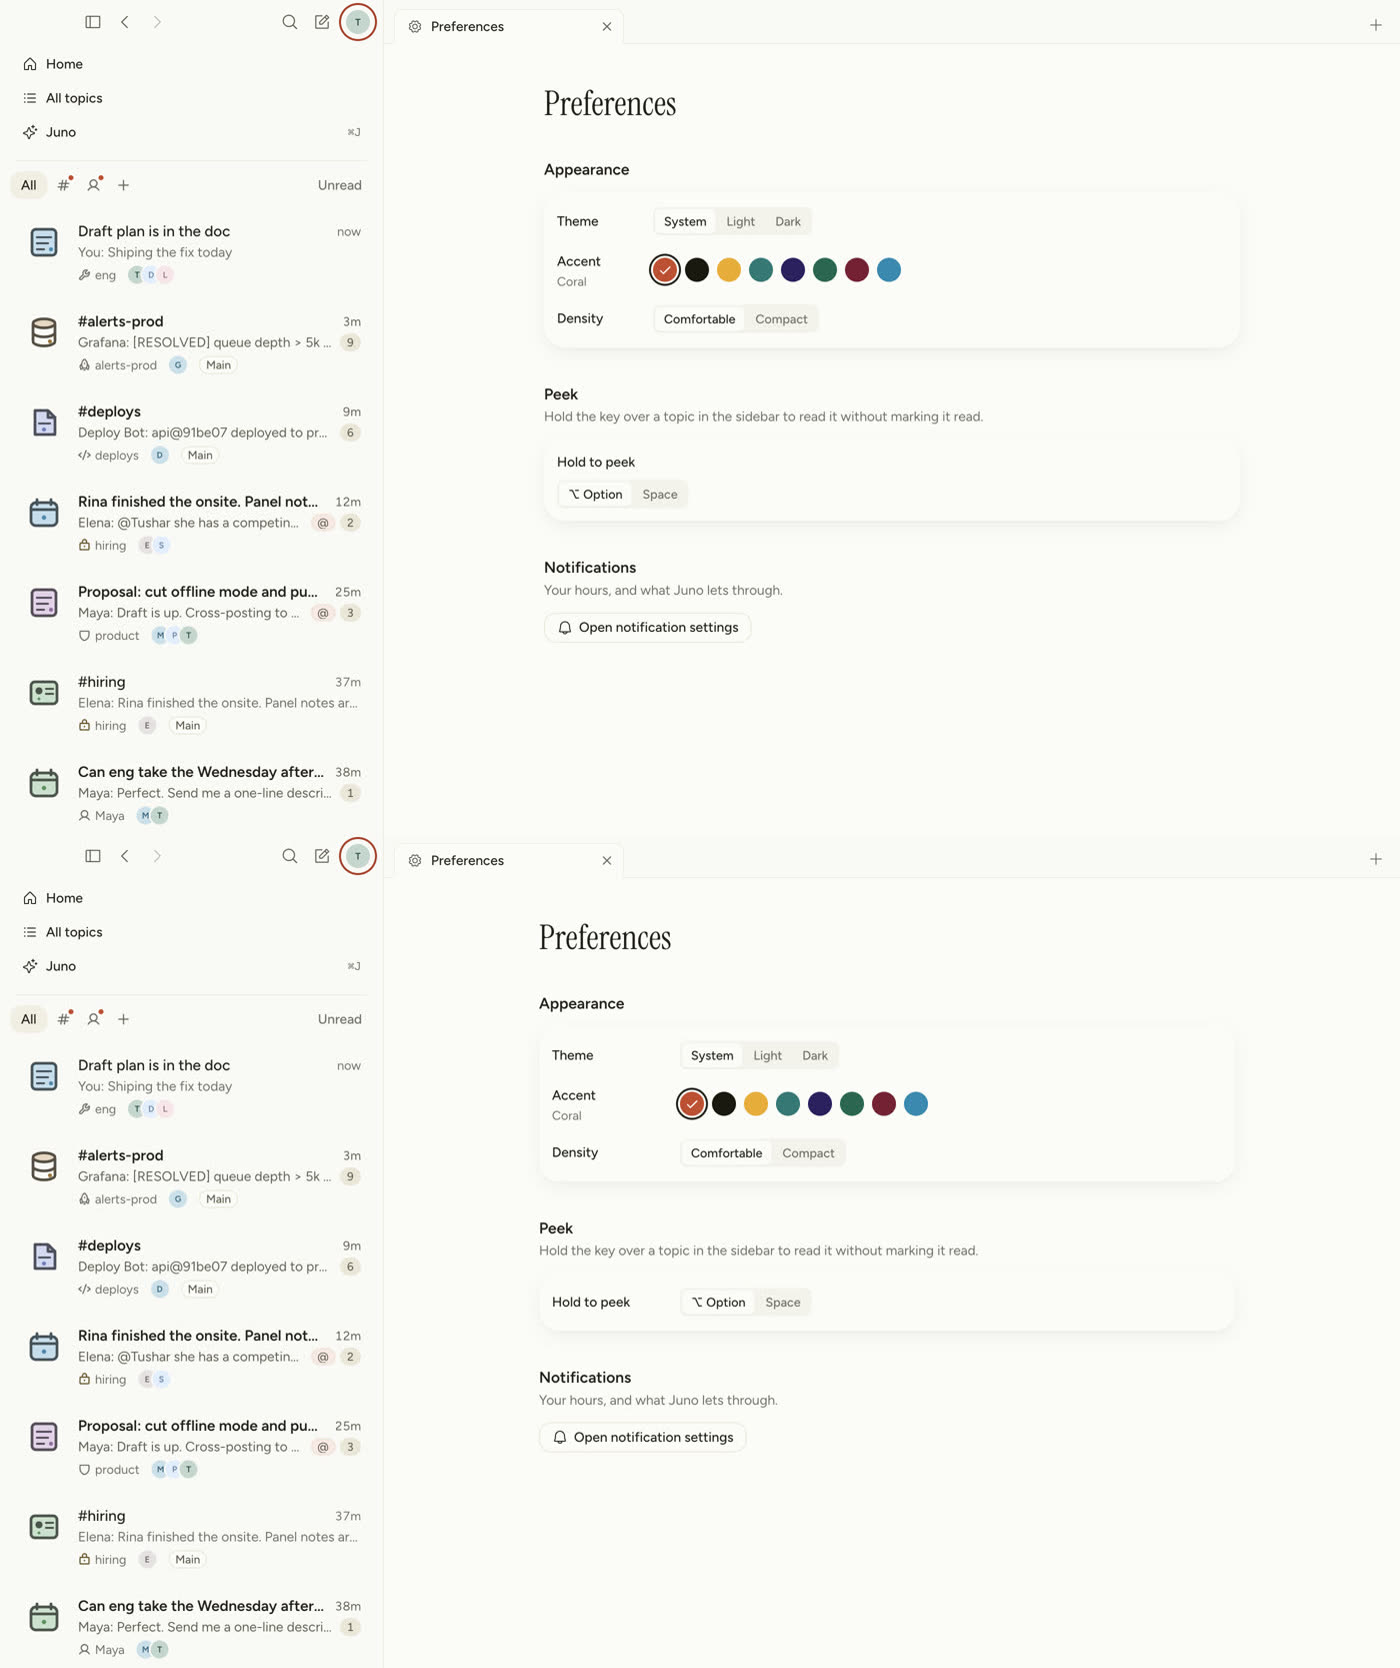 T
Preferences
Home
All topics
Juno ⌘J
All # Unread
Draft plan is in the doc now
You: Shiping the fix today
eng T D L
#alerts-prod 3m
Grafana: [RESOLVED] queue depth > 5k ... 9
alerts-prod G Main
#deploys 9m
Deploy Bot: api@91be07 deployed to pr... 6
deploys D Main
Rina finished the onsite. Panel not... 12m
Elena: @Tushar she has a competin... @ 2
hiring E S
Proposal: cut offline mode and pu... 25m
Maya: Draft is up. Cross-posting to ... @ 3
product M P T
#hiring 37m
Elena: Rina finished the onsite. Panel notes ar...
hiring E Main
Can eng take the Wednesday after... 38m
Maya: Perfect. Send me a one-line descri... 1
Maya M T
Preferences
Appearance
Theme System Light Dark
Accent
Coral
Density Comfortable Compact
Peek
Hold the key over a topic in the sidebar to read it without marking it read.
Hold to peek
⌥ Option Space
Notifications
Your hours, and what Juno lets through.
Open notification settings
T
Preferences
Home
All topics
Juno ⌘J
All # Unread
Draft plan is in the doc now
You: Shiping the fix today
eng T D L
#alerts-prod 3m
Grafana: [RESOLVED] queue depth > 5k ... 9
alerts-prod G Main
#deploys 9m
Deploy Bot: api@91be07 deployed to pr... 6
deploys D Main
Rina finished the onsite. Panel not... 12m
Elena: @Tushar she has a competin... @ 2
hiring E S
Proposal: cut offline mode and pu... 25m
Maya: Draft is up. Cross-posting to ... @ 3
product M P T
#hiring 37m
Elena: Rina finished the onsite. Panel notes ar...
hiring E Main
Can eng take the Wednesday after... 38m
Maya: Perfect. Send me a one-line descri... 1
Maya M T
Preferences
Appearance
Theme System Light Dark
Accent
Coral
Density Comfortable Compact
Peek
Hold the key over a topic in the sidebar to read it without marking it read.
Hold to peek ⌥ Option Space
Notifications
Your hours, and what Juno lets through.
Open notification settings